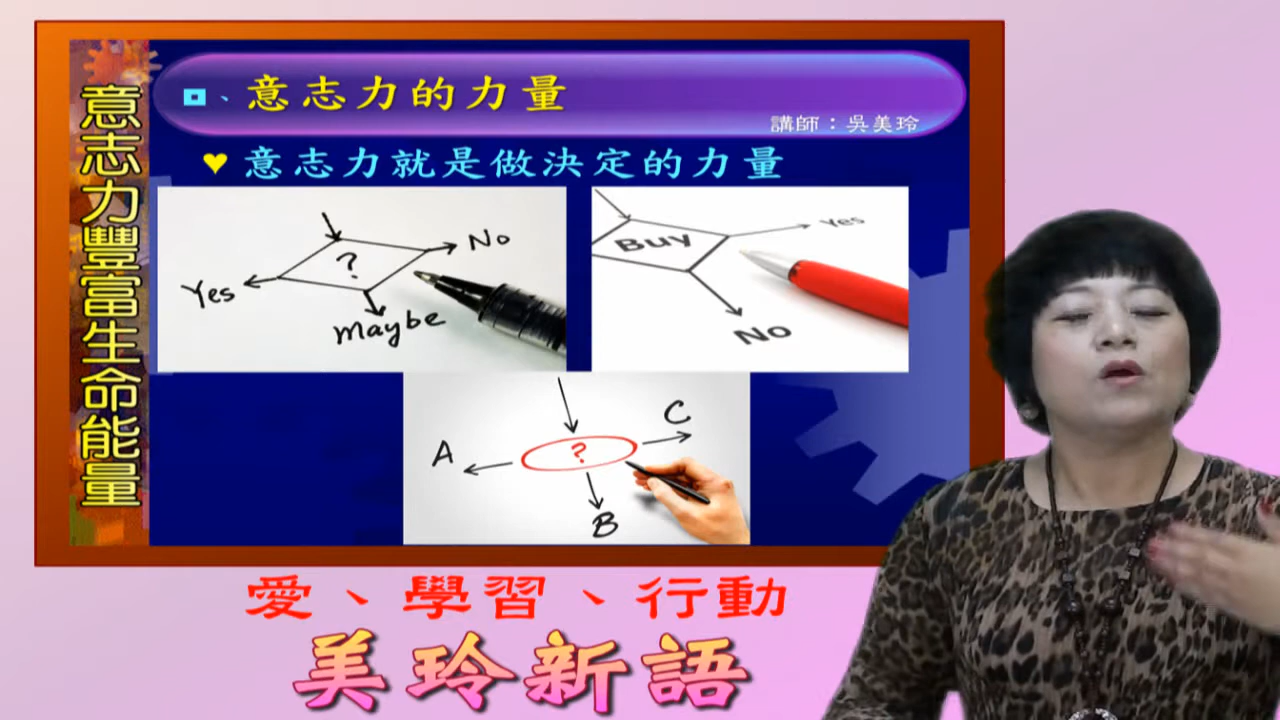 意志力豐富生命能量
、意志力的力量
講師：吳美玲
意志力就是做決定的力量
?
No
Yes
maybe
Buy
Yes
No
?
A
C
B
愛、學習、行動
美玲新語